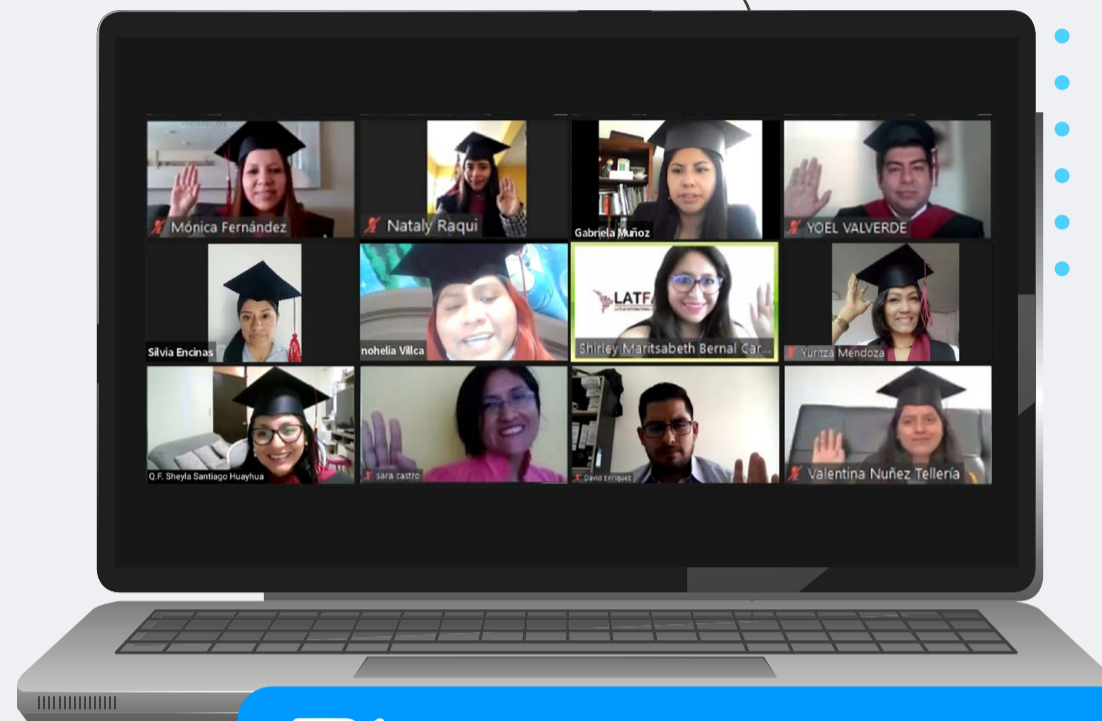 Mónica Fernández
Nataly Raqui
Gabriela Muñoz
YOEL VALVERDE
Silvia Encinas
nohelia Villca
LATF
Shirley Maritsabeth Bernal Car...
Yuritza Mendoza
Q.F. Sheyla Santiago Huayhua
sara castro
David Enriquez
Valentina Nuñez Tellería